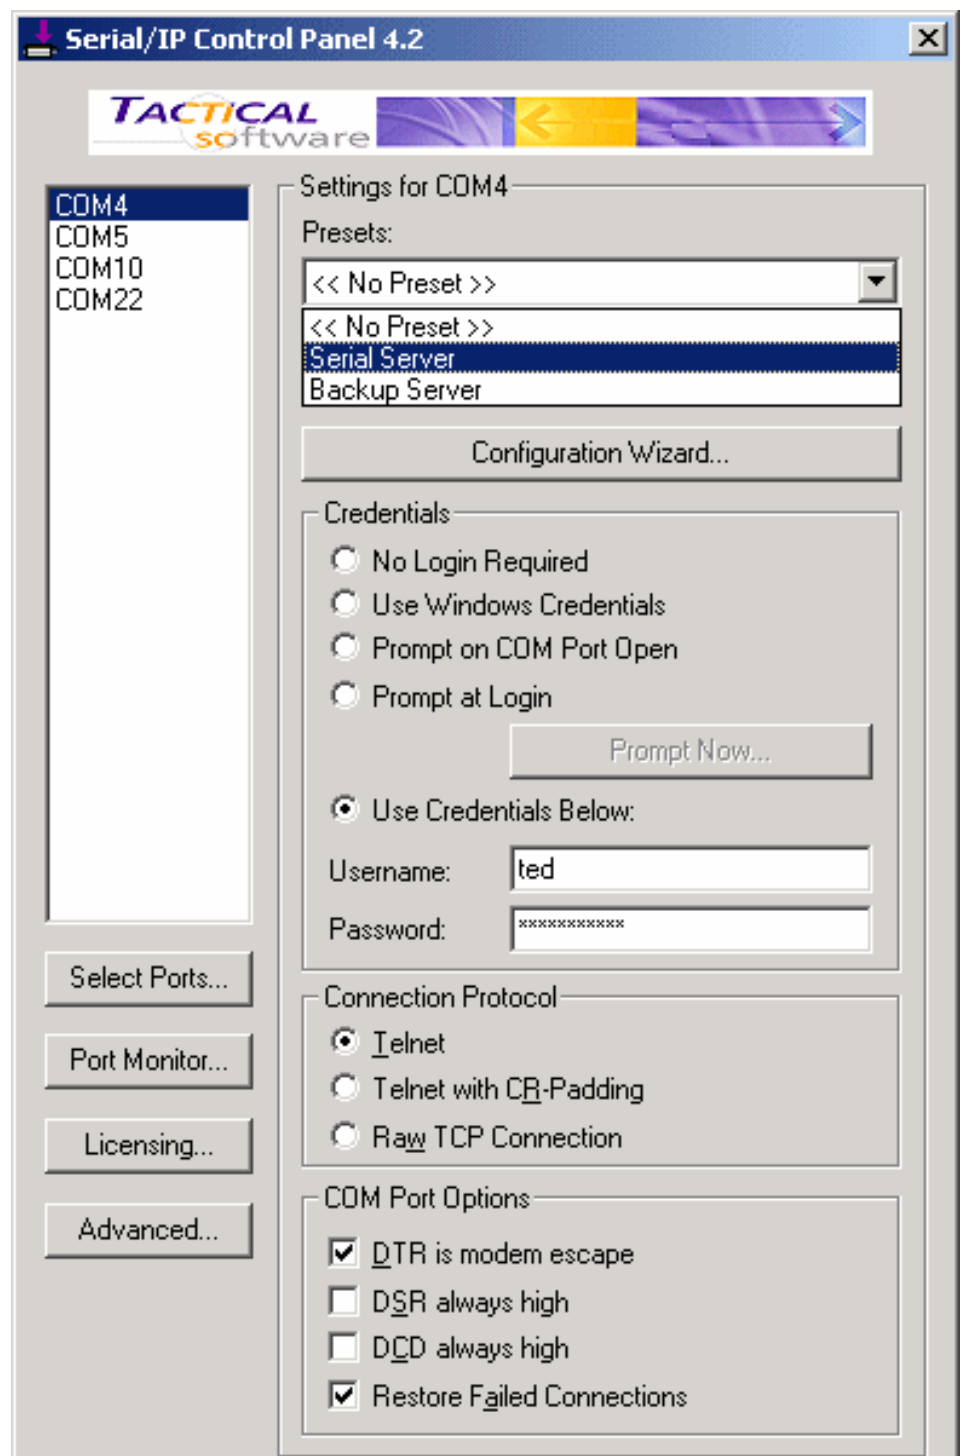 Serial/IP Control Panel 4.2
TACTICAL
software
COM4
COM5
COM10
COM22
Settings for COM4
Presets:
<< No Preset >>
<< No Preset >>
Serial Server
Backup Server
Configuration Wizard...
Credentials
No Login Required
Use Windows Credentials
Prompt on COM Port Open
Prompt at Login
Prompt Now...
Use Credentials Below:
Username: ted
Password: ***********
Select Ports...
Port Monitor...
Licensing...
Advanced...
Connection Protocol
Telnet
Telnet with CR-Padding
Raw TCP Connection
COM Port Options
DTR is modem escape
DSR always high
DCD always high
Restore Failed Connections